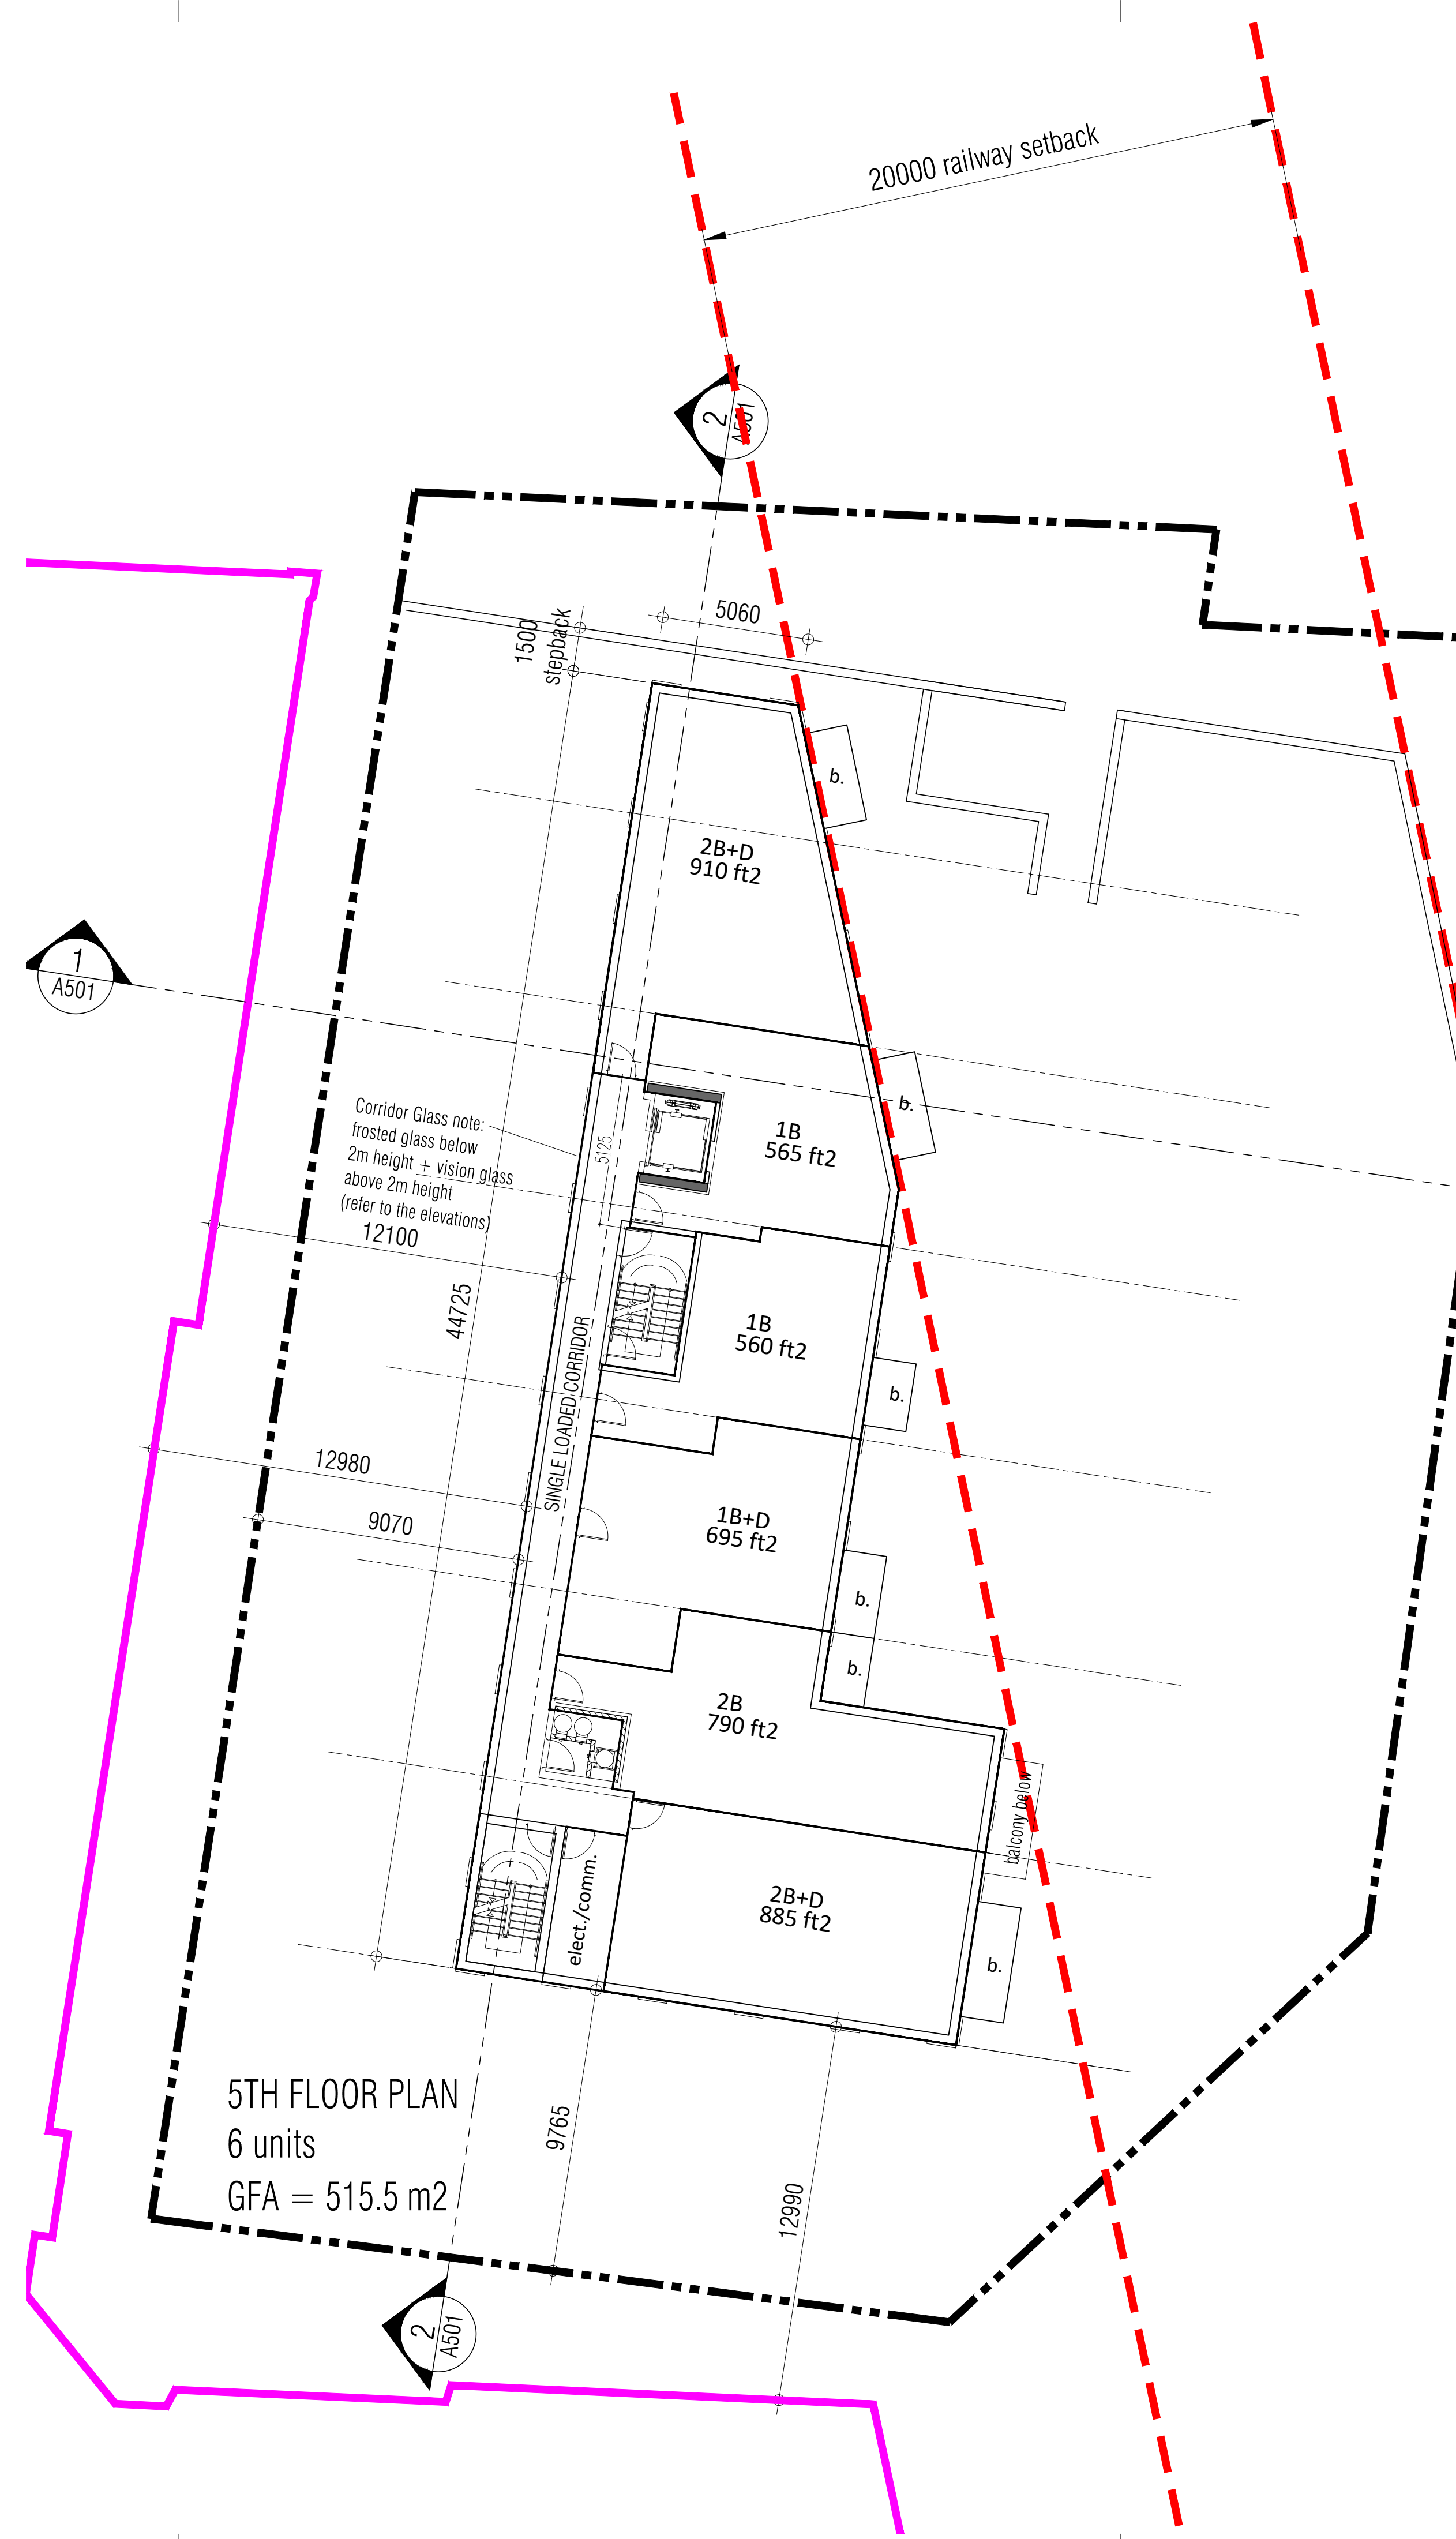 20000 railway setback
2
A501
1500
stepback
5060
b.
2B+D
910 ft2
1
A501
b.
Corridor Glass note:
frosted glass below
2m height + vision glass
above 2m height
(refer to the elevations)
5125
1B
565 ft2
12100
44725
1B
560 ft2
b.
SINGLE LOADED CORRIDOR
12980
9070
1B+D
695 ft2
b.
b.
2B
790 ft2
balcony below
elect./comm.
2B+D
885 ft2
b.
5TH FLOOR PLAN
6 units
GFA = 515.5 m2
9765
12990
2
A501